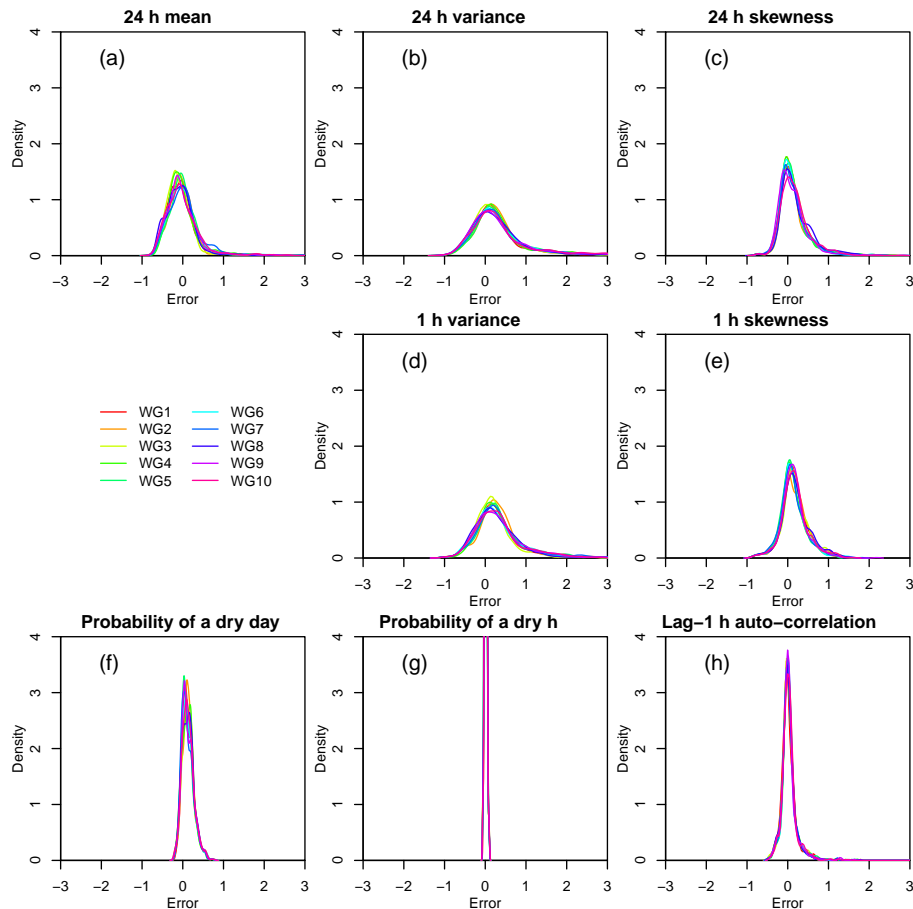 24 h mean
(a)
Density
0 1 2 3 4
−3 −2 −1 0 1 2 3
Error
24 h variance
(b)
Density
0 1 2 3 4
−3 −2 −1 0 1 2 3
Error
24 h skewness
(c)
Density
0 1 2 3 4
−3 −2 −1 0 1 2 3
Error
WG1 WG6
WG2 WG7
WG3 WG8
WG4 WG9
WG5 WG10
1 h variance
(d)
Density
0 1 2 3 4
−3 −2 −1 0 1 2 3
Error
1 h skewness
(e)
Density
0 1 2 3 4
−3 −2 −1 0 1 2 3
Error
Probability of a dry day
(f)
Density
0 1 2 3 4
−3 −2 −1 0 1 2 3
Error
Probability of a dry h
(g)
Density
0 1 2 3 4
−3 −2 −1 0 1 2 3
Error
Lag−1 h auto−correlation
(h)
Density
0 1 2 3 4
−3 −2 −1 0 1 2 3
Error